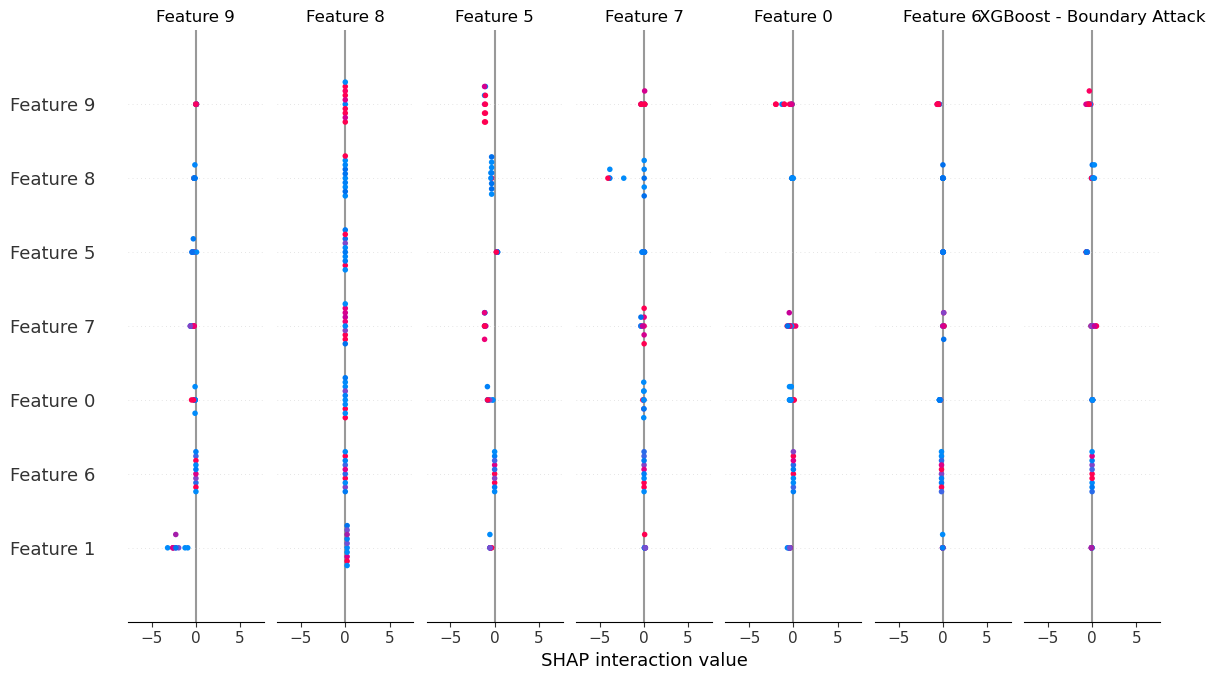 Feature 9 Feature 8 Feature 5 Feature 7 Feature 0 Feature 6 XGBoost - Boundary Attack
Feature 9
Feature 8
Feature 5
Feature 7
Feature 0
Feature 6
Feature 1
−5 0 5 −5 0 5 −5 0 5 −5 0 5 −5 0 5 −5 0 5 −5 0 5
SHAP interaction value